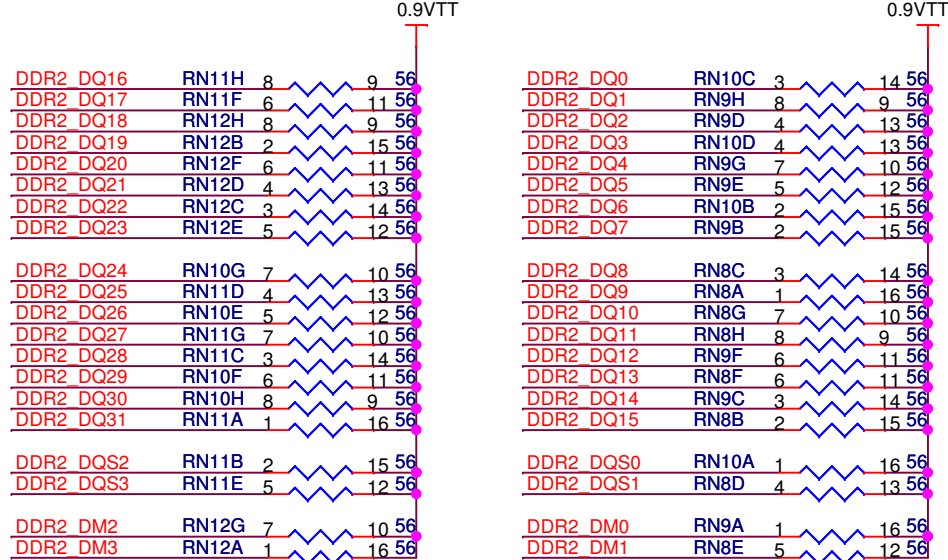 0.9VTT 0.9VTT
DDR2_DQ16 RN11H 8 9 56 DDR2_DQ0 RN10C 3 14 56
DDR2_DQ17 RN11F 6 11 56 DDR2_DQ1 RN9H 8 9 56
DDR2_DQ18 RN12H 8 9 56 DDR2_DQ2 RN9D 4 13 56
DDR2_DQ19 RN12B 2 15 56 DDR2_DQ3 RN10D 4 13 56
DDR2_DQ20 RN12F 6 11 56 DDR2_DQ4 RN9G 7 10 56
DDR2_DQ21 RN12D 4 13 56 DDR2_DQ5 RN9E 5 12 56
DDR2_DQ22 RN12C 3 14 56 DDR2_DQ6 RN10B 2 15 56
DDR2_DQ23 RN12E 5 12 56 DDR2_DQ7 RN9B 2 15 56
DDR2_DQ24 RN10G 7 10 56 DDR2_DQ8 RN8C 3 14 56
DDR2_DQ25 RN11D 4 13 56 DDR2_DQ9 RN8A 1 16 56
DDR2_DQ26 RN10E 5 12 56 DDR2_DQ10 RN8G 7 10 56
DDR2_DQ27 RN11G 7 10 56 DDR2_DQ11 RN8H 8 9 56
DDR2_DQ28 RN11C 3 14 56 DDR2_DQ12 RN9F 6 11 56
DDR2_DQ29 RN10F 6 11 56 DDR2_DQ13 RN8F 6 11 56
DDR2_DQ30 RN10H 8 9 56 DDR2_DQ14 RN9C 3 14 56
DDR2_DQ31 RN11A 1 16 56 DDR2_DQ15 RN8B 2 15 56
DDR2_DQS2 RN11B 2 15 56 DDR2_DQS0 RN10A 1 16 56
DDR2_DQS3 RN11E 5 12 56 DDR2_DQS1 RN8D 4 13 56
DDR2_DM2 RN12G 7 10 56 DDR2_DM0 RN9A 1 16 56
DDR2_DM3 RN12A 1 16 56 DDR2_DM1 RN8E 5 12 56